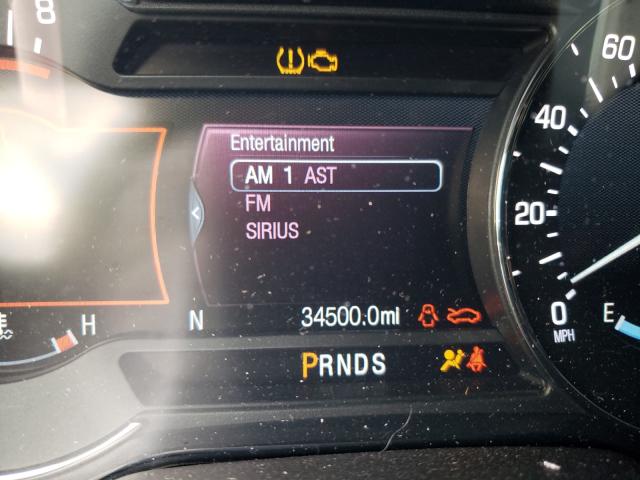 8
60
Entertainment
40
AM 1 AST
FM
SIRIUS
20
H
N
34500.0mi
0
E
MPH
PRNDS